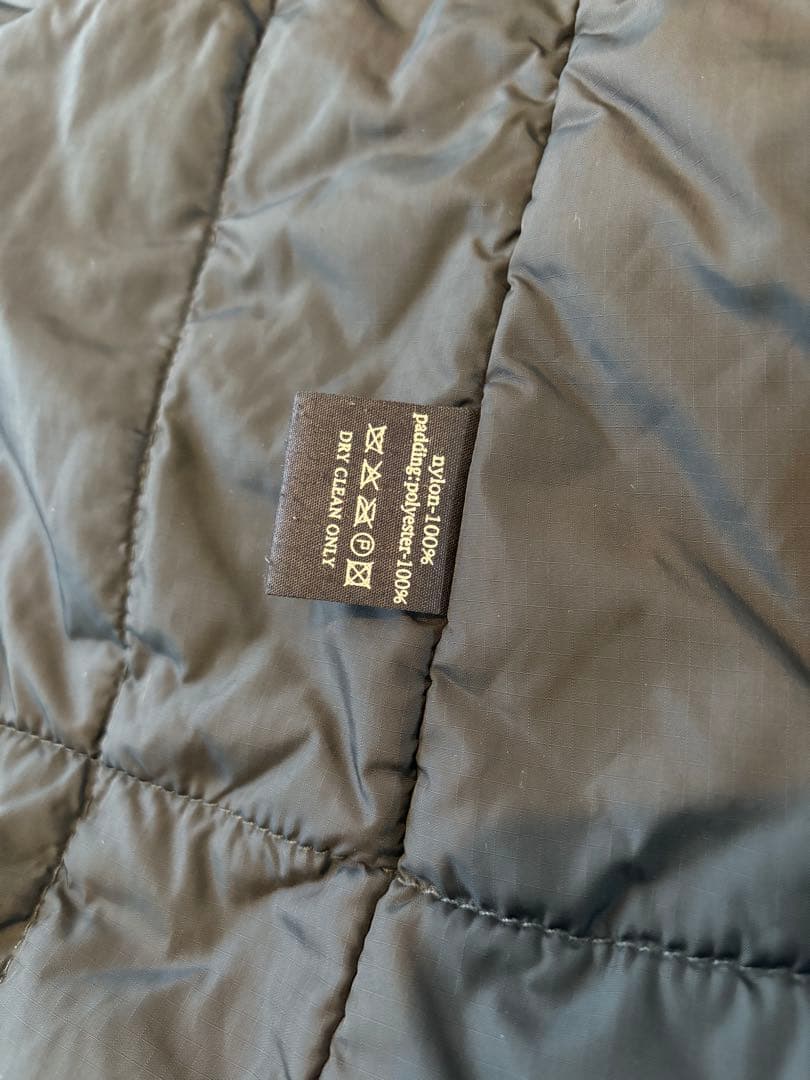 nylon-100%
padding:polyester-100%
P
DRY CLEAN ONLY